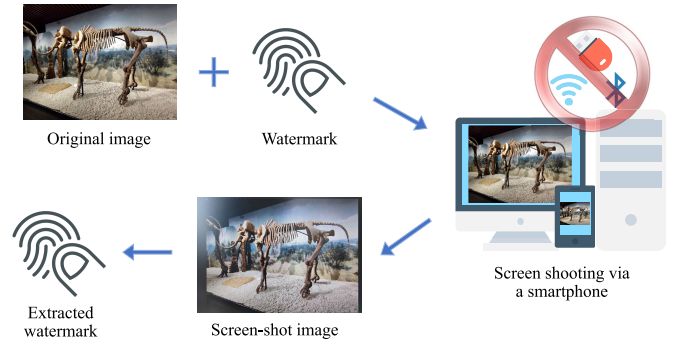 Original image
Watermark
Screen shooting via
a smartphone
Screen-shot image
Extracted
watermark